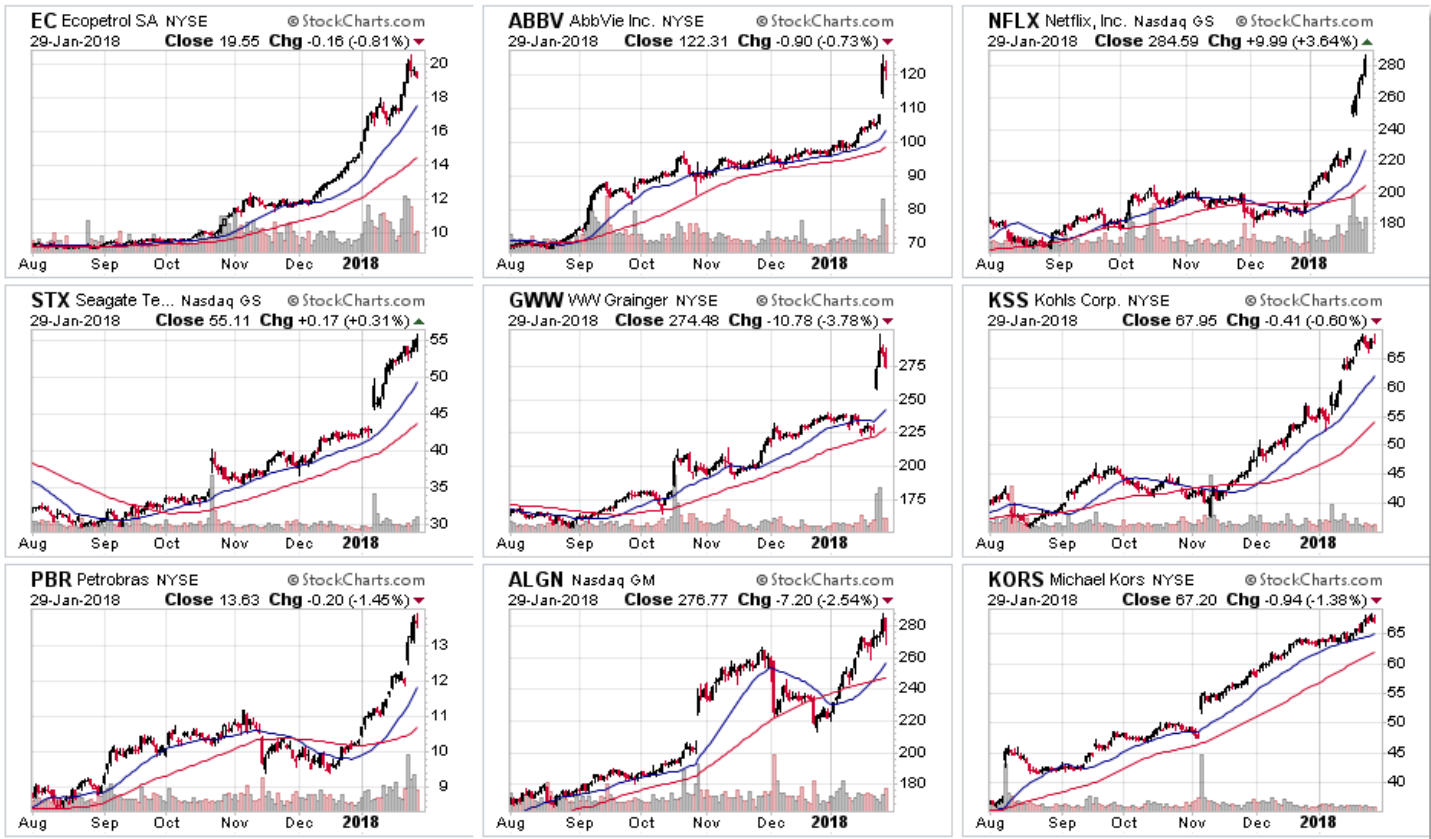 EC Ecopetrol SA NYSE © StockCharts.com
29-Jan-2018 Close 19.55 Chg -0.16 (-0.81%)
20
18
16
14
12
10
Aug Sep Oct Nov Dec 2018
ABBV AbbVie Inc. NYSE © StockCharts.com
29-Jan-2018 Close 122.31 Chg -0.90 (-0.73%)
120
110
100
90
80
70
Aug Sep Oct Nov Dec 2018
NFLX Netflix, Inc. Nasdaq GS © StockCharts.com
29-Jan-2018 Close 284.59 Chg +9.99 (+3.64%)
280
260
240
220
200
180
Aug Sep Oct Nov Dec 2018
STX Seagate Te... Nasdaq GS © StockCharts.com
29-Jan-2018 Close 55.11 Chg +0.17 (+0.31%)
55
50
45
40
35
30
Aug Sep Oct Nov Dec 2018
GWW WW Grainger NYSE © StockCharts.com
29-Jan-2018 Close 274.48 Chg -10.78 (-3.78%)
275
250
225
200
175
Aug Sep Oct Nov Dec 2018
KSS Kohls Corp. NYSE © StockCharts.com
29-Jan-2018 Close 67.95 Chg -0.41 (-0.60%)
65
60
55
50
45
40
Aug Sep Oct Nov Dec 2018
PBR Petrobras NYSE © StockCharts.com
29-Jan-2018 Close 13.63 Chg -0.20 (-1.45%)
13
12
11
10
9
Aug Sep Oct Nov Dec 2018
ALGN Nasdaq GM © StockCharts.com
29-Jan-2018 Close 276.77 Chg -7.20 (-2.54%)
280
260
240
220
200
180
Aug Sep Oct Nov Dec 2018
KORS Michael Kors NYSE © StockCharts.com
29-Jan-2018 Close 67.20 Chg -0.94 (-1.38%)
65
60
55
50
45
40
Aug Sep Oct Nov Dec 2018